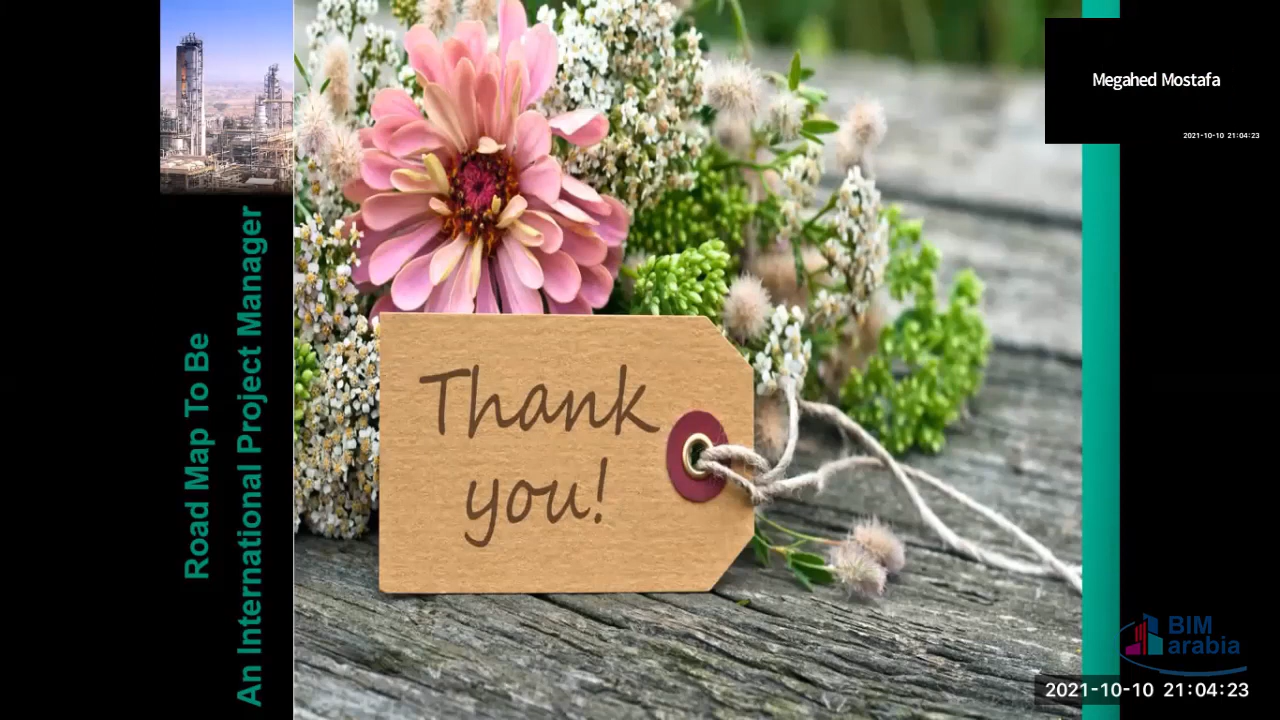 Road Map To Be
An International Project Manager
Thank
you!
Megahed Mostafa
2021-10-10 21:04:23
BIM
arabia
2021-10-10 21:04:23